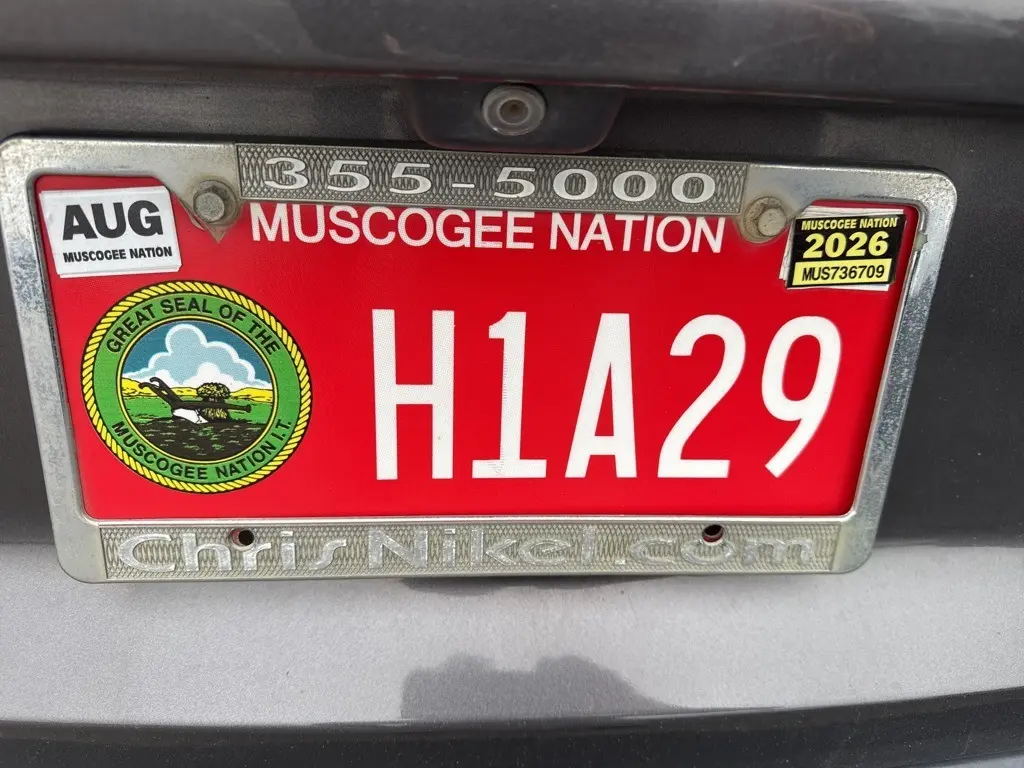 355-5000
AUG
MUSCOGEE NATION
MUSCOGEE NATION
MUSCOGEE NATION
2026
MUS736709
GREAT SEAL OF THE
MUSCOGEE NATION I.T.
H1A29
ChrisNikel.com